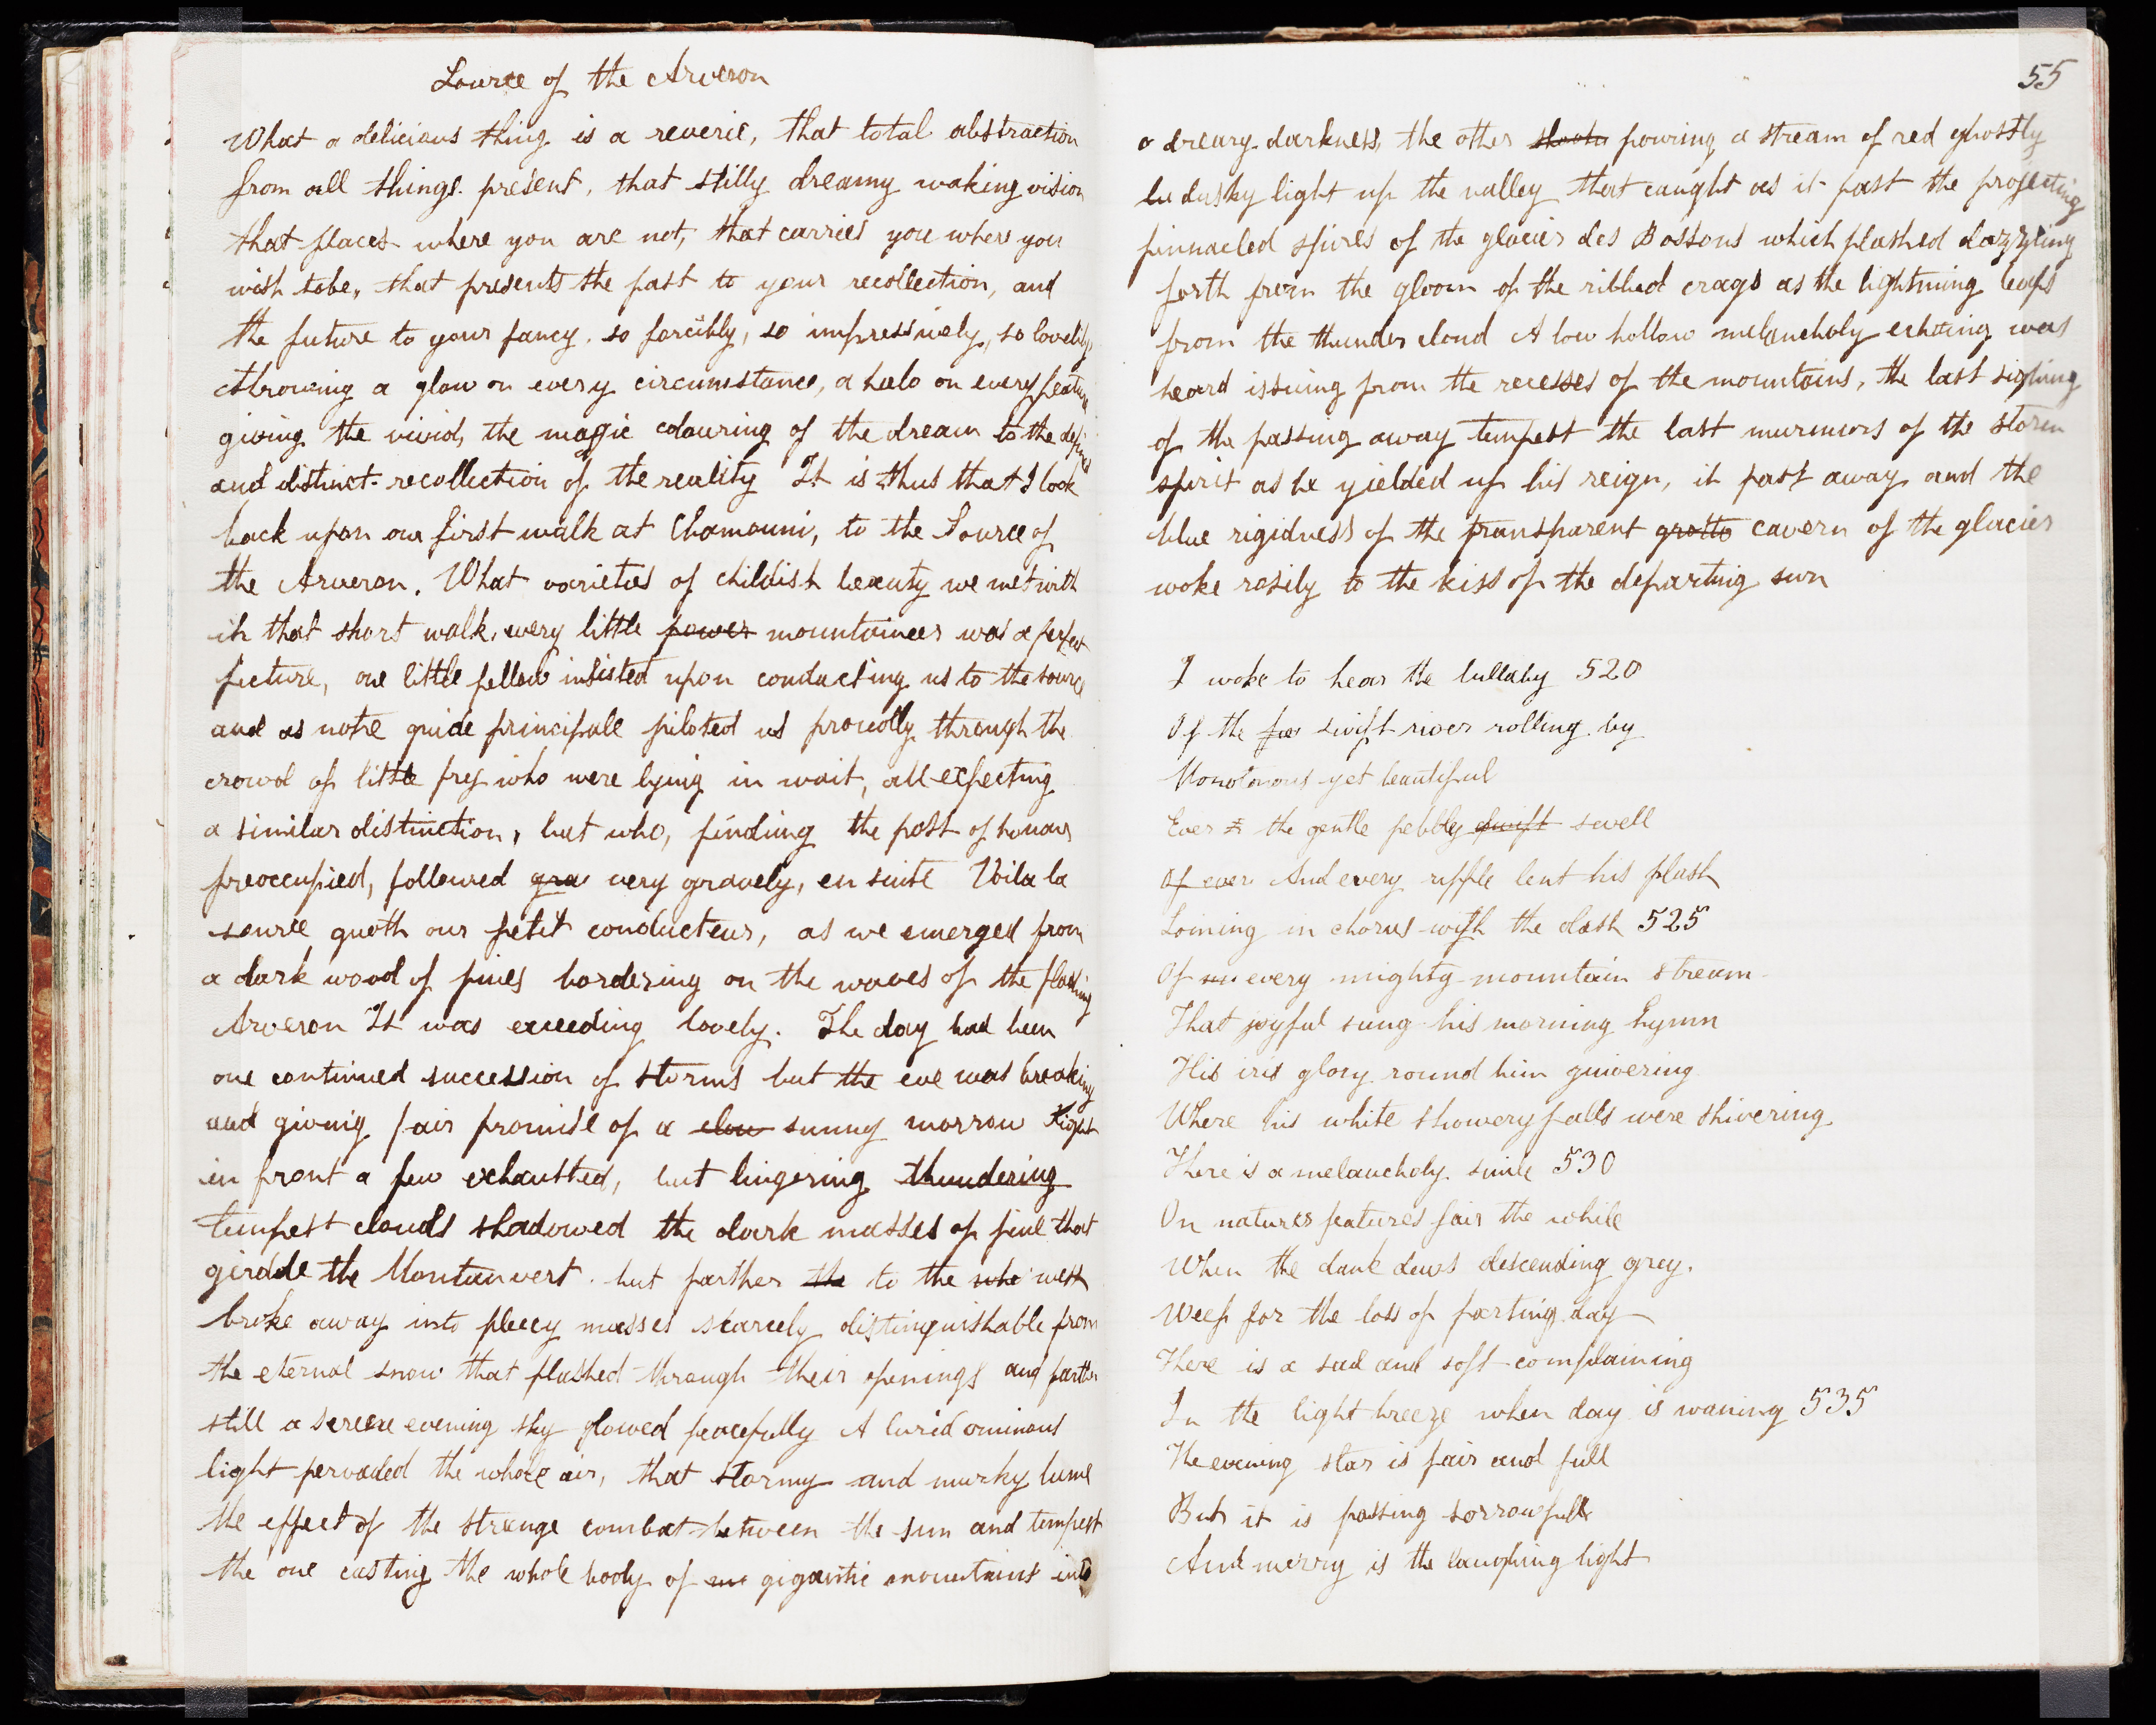 Source of the Arveron
What a delicious thing is a reverie, that total abstraction
from all things present, that stilly dreamy waking vision
that places where you are not, that carries you where you
wish tobe, that presents the past to your recollection, and
the future to your fancy, so forcibly, so impressively, so lovelily,
throwing a glow on every circumstance, a halo on every feature
giving the vivid, the magic colouring of the dream to the defined
and distinct recollection of the reality It is thus that I look
back upon our first walk at Chamouni, to the Source of
the Arveron. What varieties of childish beauty we met with
in that short walk, every little power mountaineer was a perfect
picture, one little fellow insisted upon conducting us to the source
and as notre guide principale piloted us proudly through the
crowd of little fry who were lying in wait, all expecting
a similar distinction, but who, finding the post of honour
preoccupied, followed gra very gravely, en suite Voila la
source quoth our petit conducteur, as we emerged from
a dark wood of pines bordering on the waves of the flashing
Arveron It was exceeding lovely. The day had been
one continued succession of storms but the eve was breaking
and giving fair promise of a clou sunny morrow Right
in front a few exhausted, but lingering thundering
tempest clouds shadowed the dark masses of pine that
girdle the Montanvert. but farther the to the whe west
broke away into fleecy masses scarcely distinguishable from
the eternal snow that flashed through their openings and farther
still a serene evening sky glowed peacefully A lurid ominous
light pervaded the whole air, that stormy and murky lume
the effect of the strange combat between the sun and tempest
the one casting the whole body of gigantic mountains into
55
a dreary darkness, the other shoots pouring a stream of red ghostly
dusky light up the valley that caught as it past the projecting
pinnacled spires of the glacier des Bossons which flashed dazzling
forth from the gloom of the ribbed crags as the lightning leaps
from the thunder cloud A low hollow melancholy echoing was
heard issuing from the recesses of the mountains, the last sighing
of the passing away tempest the last murmurs of the storm
spirit as he yielded up his reign, it past away and the
blue rigidness of the transparent grotto cavern of the glacier
woke rosily to the kiss of the departing sun
I woke to hear the lullaby 520
Of the swift river rolling by
Monotonous yet beautiful
Ever the gentle pebbly swift swell
Of ever And every ripple lent his plash
Joining in chorus with the dash 525
Of every mighty mountain stream
That joyful sung his morning hymn
His iris glory round him quivering
Where his white showery falls were shivering
There is a melancholy smile 530
On natures features fair the while
When the dank dews descending grey.
Weep for the loss of parting day
There is a sad and soft complaining
In the light breeze when day is waning 535
The evening star is fair and full
But it is passing sorrowfull
And merry is the laughing light